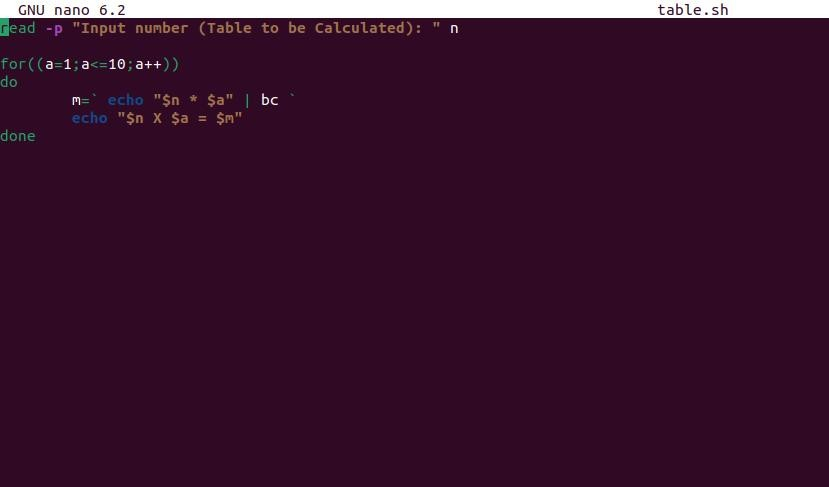 GNU nano 6.2 table.sh
read -p "Input number (Table to be Calculated): " n
for((a=1;a<=10;a++))
do
m=` echo "$n * $a" | bc `
echo "$n X $a = $m"
done